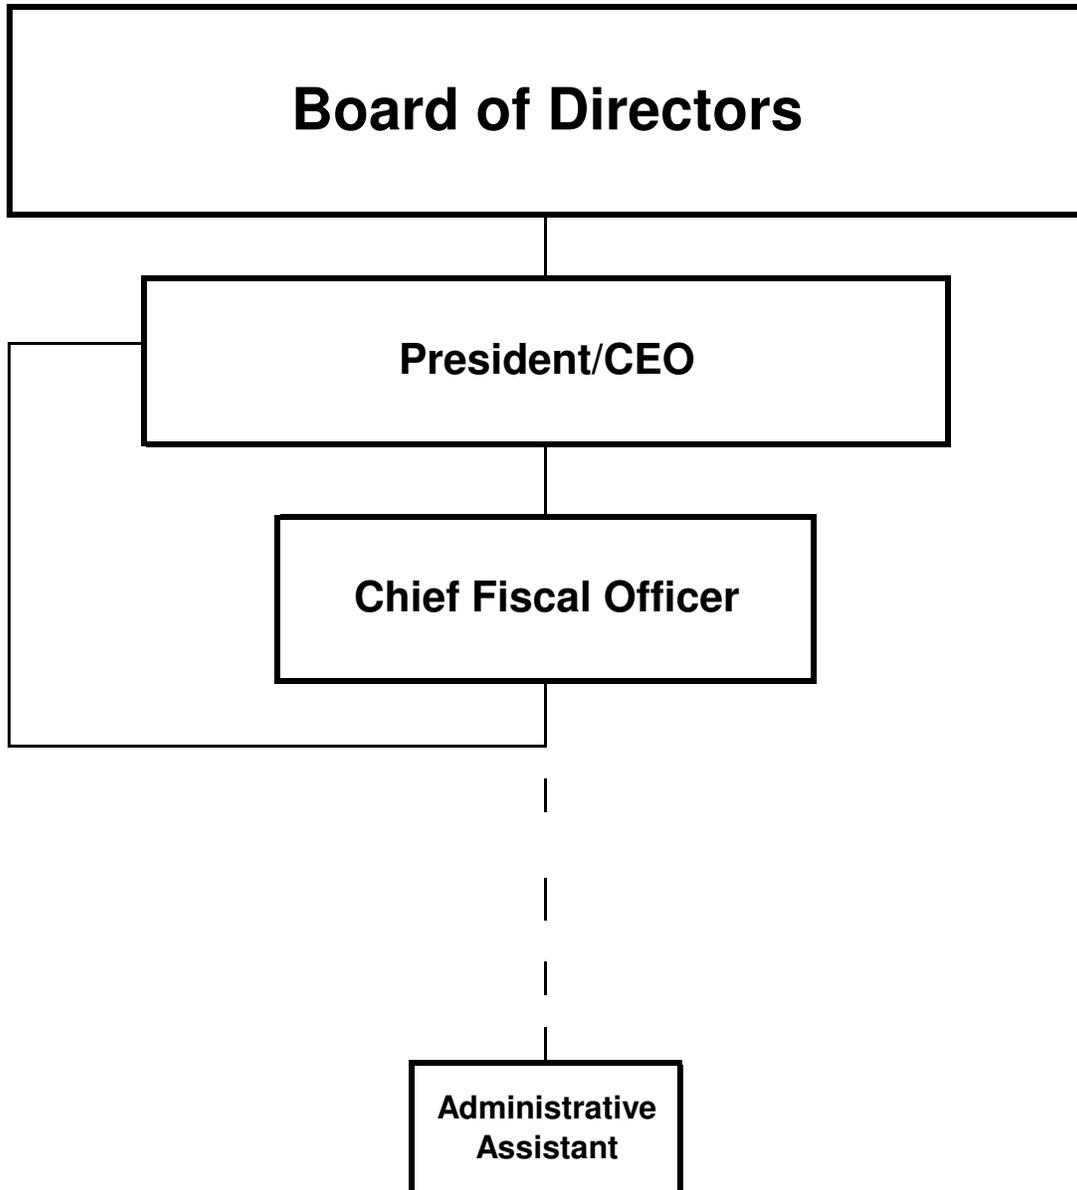 Board of Directors
President/CEO
Chief Fiscal Officer
Administrative
Assistant